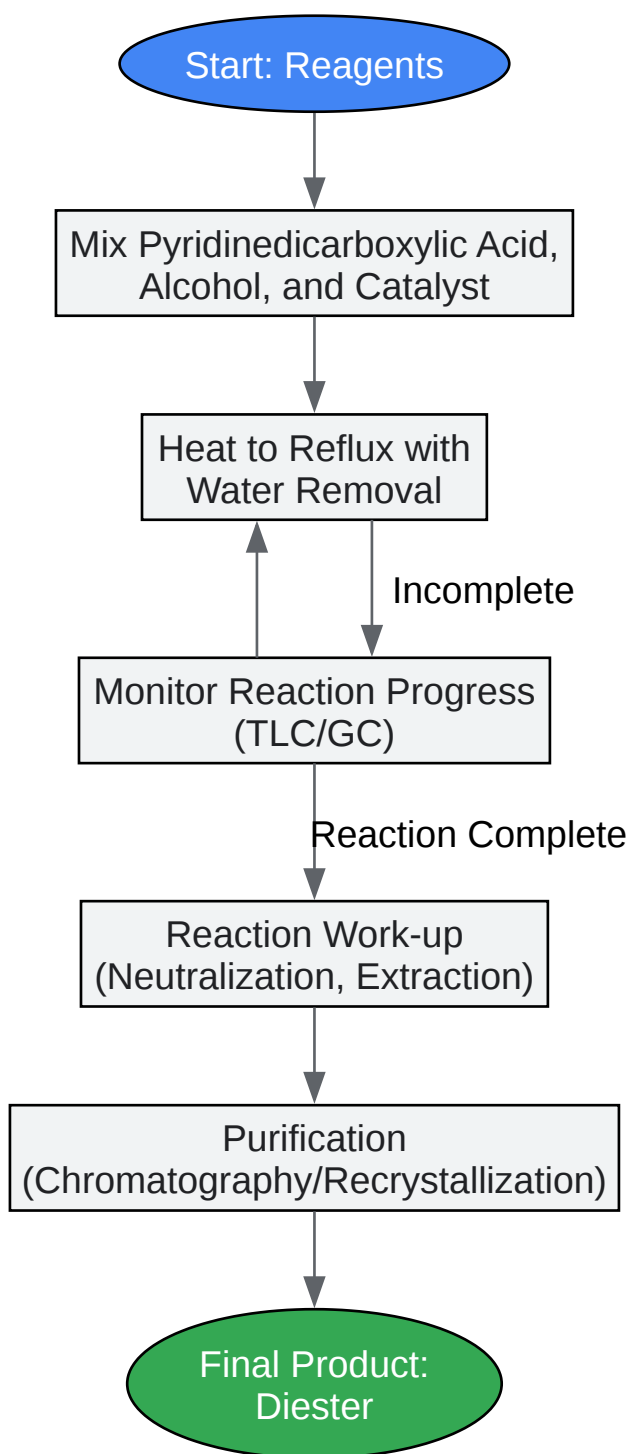 Start: Reagents
Mix Pyridinedicarboxylic Acid,
Alcohol, and Catalyst
Heat to Reflux with
Water Removal
Incomplete
Monitor Reaction Progress
(TLC/GC)
Reaction Complete
Reaction Work-up
(Neutralization, Extraction)
Purification
(Chromatography/Recrystallization)
Final Product:
Diester